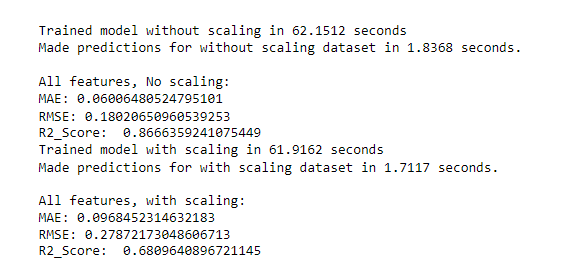 Trained model without scaling in 62.1512 seconds
Made predictions for without scaling dataset in 1.8368 seconds.
All features, No scaling:
MAE: 0.06006480524795101
RMSE: 0.18020650960539253
R2_Score:  0.8666359241075449
Trained model with scaling in 61.9162 seconds
Made predictions for with scaling dataset in 1.7117 seconds.
All features, with scaling:
MAE: 0.0968452314632183
RMSE: 0.27872173048606713
R2_Score:  0.6809640896721145